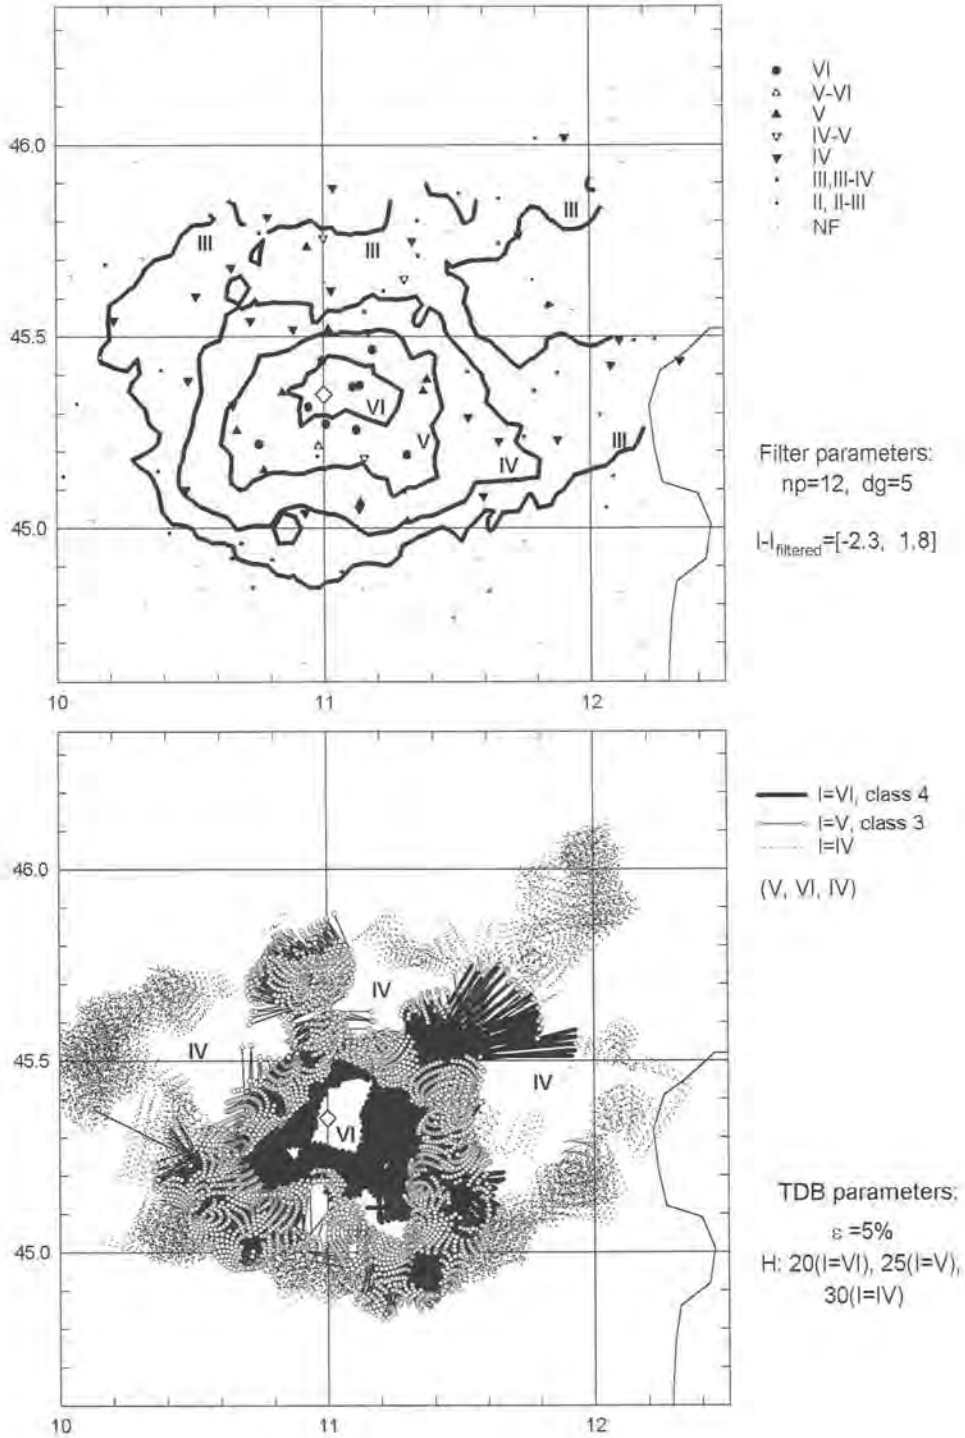 VI
V-VI
V
IV-V
IV
III,III-IV
II, II-III
NF
46.0
III
III
III
45.5
VI
V
IV
III
45.0
10
11
12
Filter parameters:
np=12, dg=5
I-Ifiltered=[-2.3; 1,8]
I=VI, class 4
I=V, class 3
I=IV
(V, VI, IV)
46.0
IV
IV
IV
45.5
VI
45.0
10
11
12
TDB parameters:
ε =5%
H: 20(I=VI), 25(I=V),
30(I=IV)